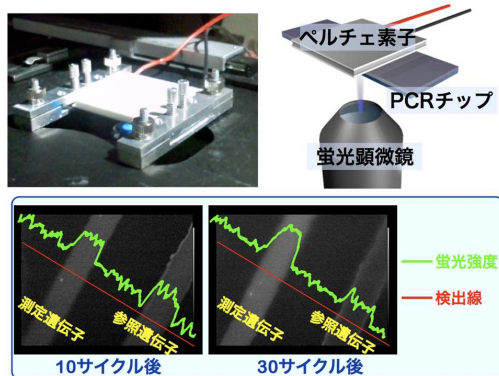 ペルチェ素子
PCRチップ
蛍光顕微鏡
測定遺伝子
参照遺伝子
測定遺伝子
参照遺伝子
蛍光強度
検出線
10サイクル後
30サイクル後